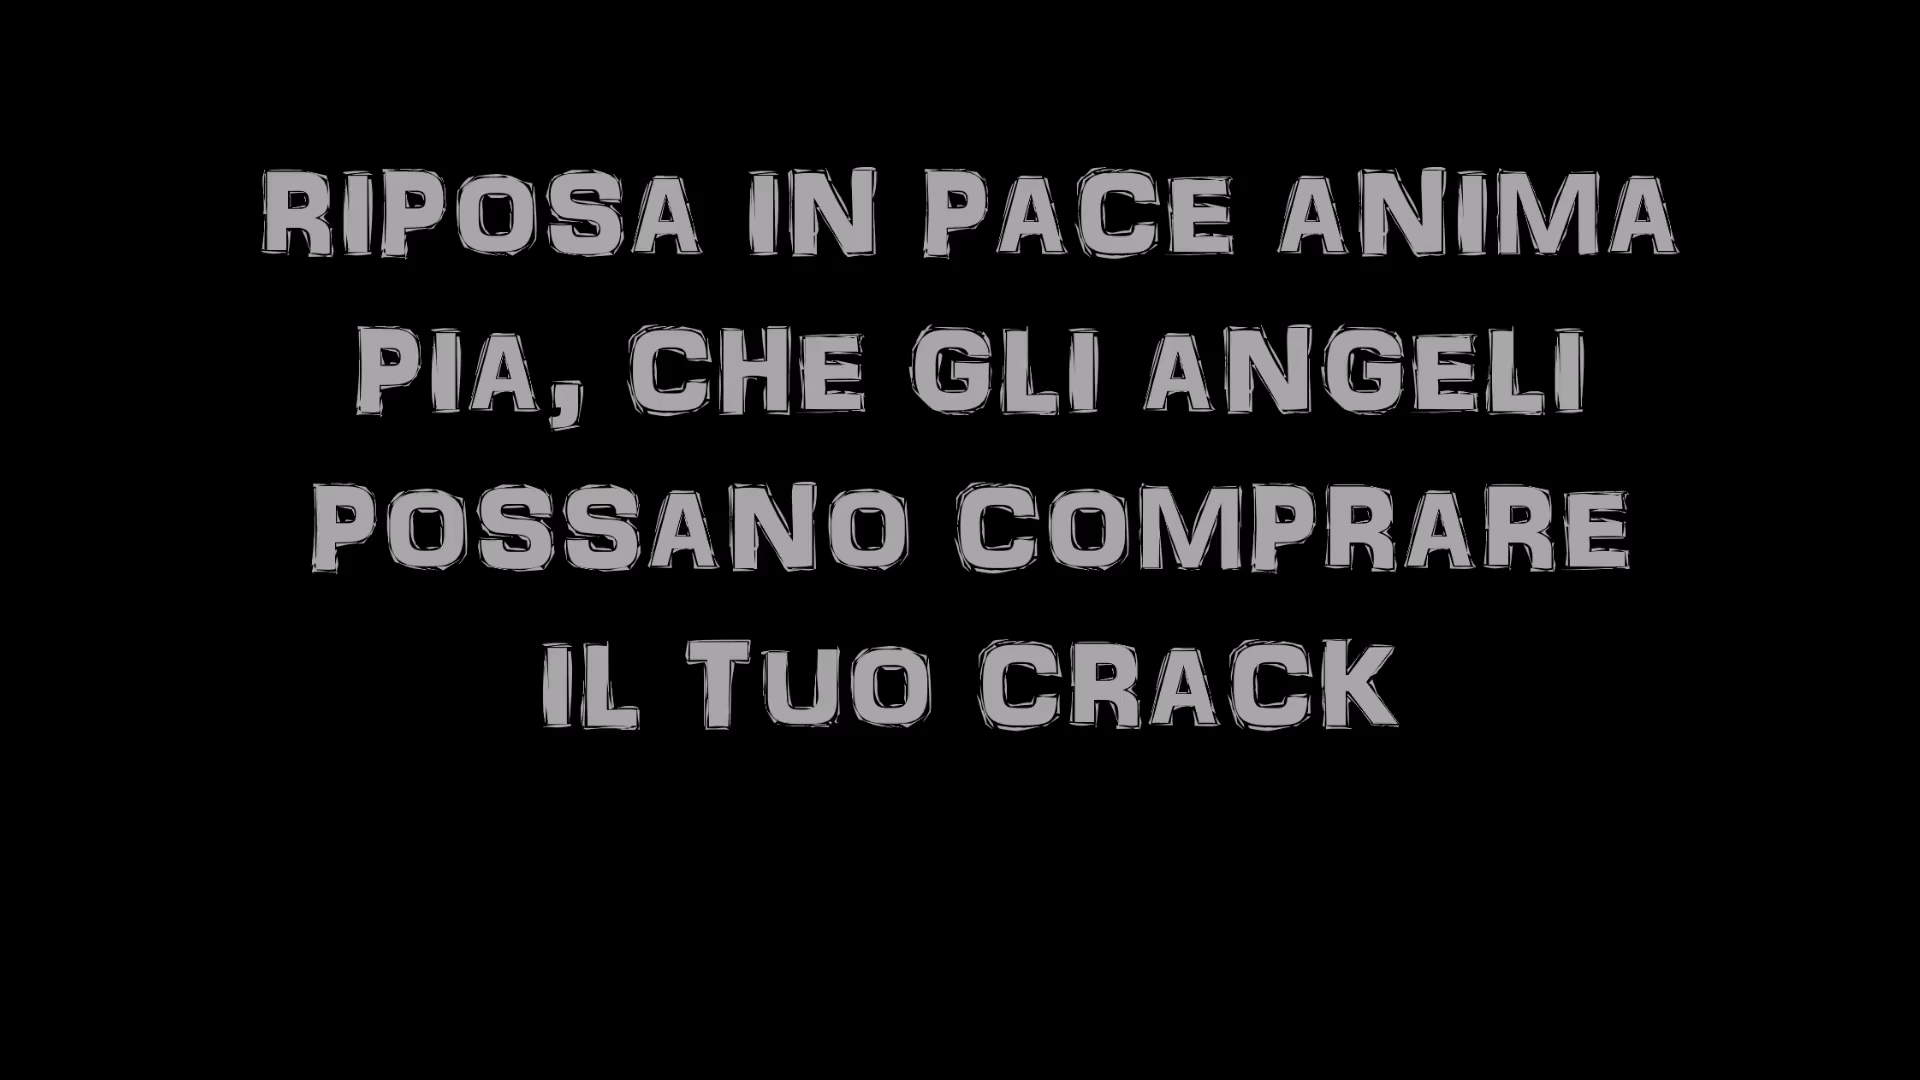 RIPOSA IN PACE ANIMA
PIA, CHE GLI ANGELI
POSSANO COMPRARE
IL TUO CRACK